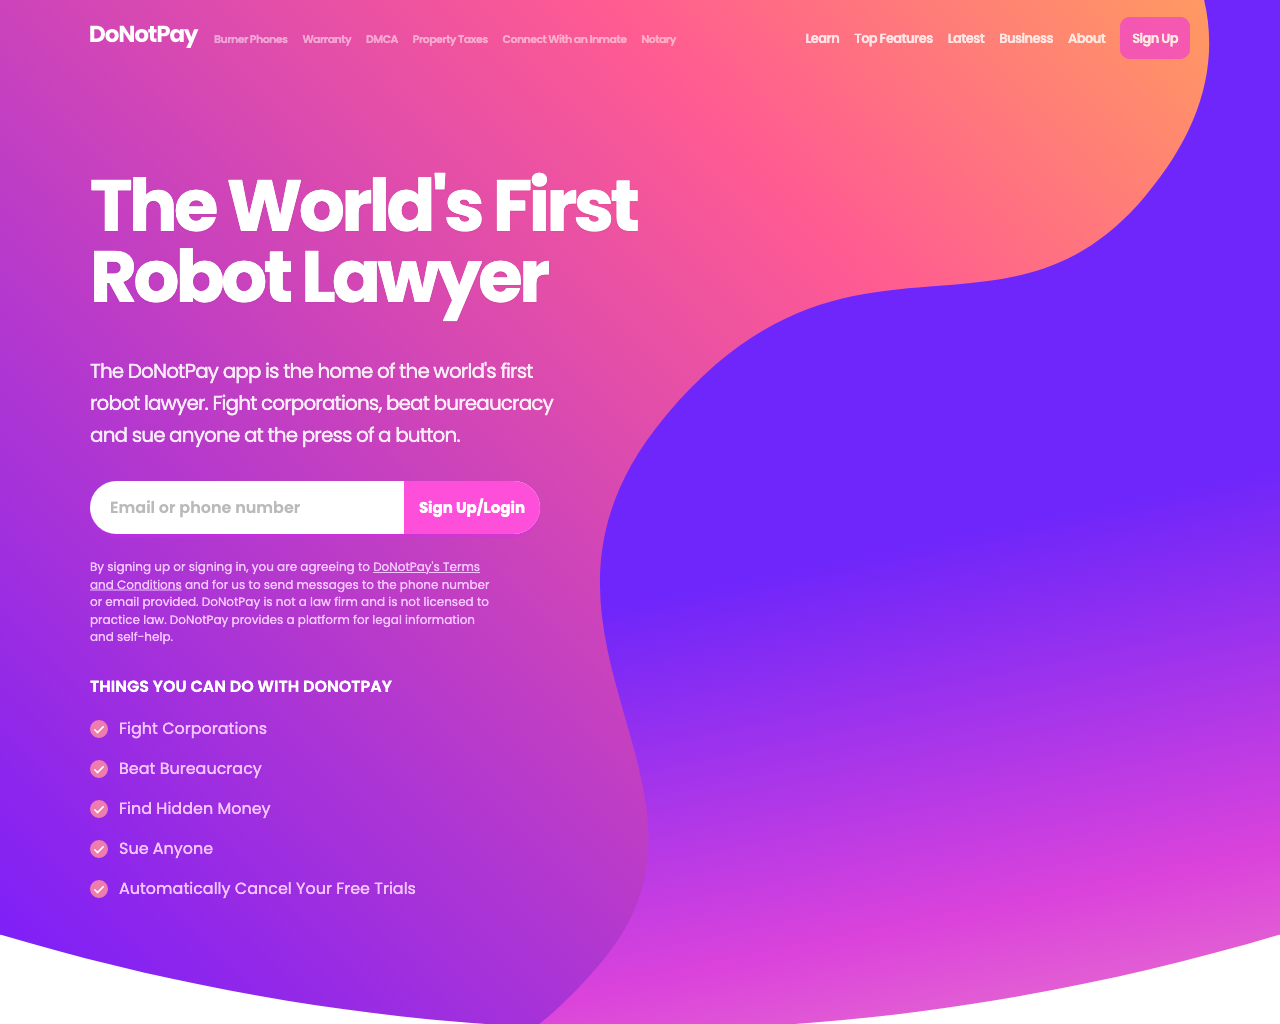 DoNotPay
Burner Phones Warranty DMCA Property Taxes Connect With an Inmate Notary
Learn Top Features Latest Business About Sign Up
The World's First
Robot Lawyer
The DoNotPay app is the home of the world's first
robot lawyer. Fight corporations, beat bureaucracy
and sue anyone at the press of a button.
Email or phone number Sign Up/Login
By signing up or signing in, you are agreeing to DoNotPay's Terms
and Conditions and for us to send messages to the phone number
or email provided. DoNotPay is not a law firm and is not licensed to
practice law. DoNotPay provides a platform for legal information
and self-help.
THINGS YOU CAN DO WITH DONOTPAY
Fight Corporations
Beat Bureaucracy
Find Hidden Money
Sue Anyone
Automatically Cancel Your Free Trials